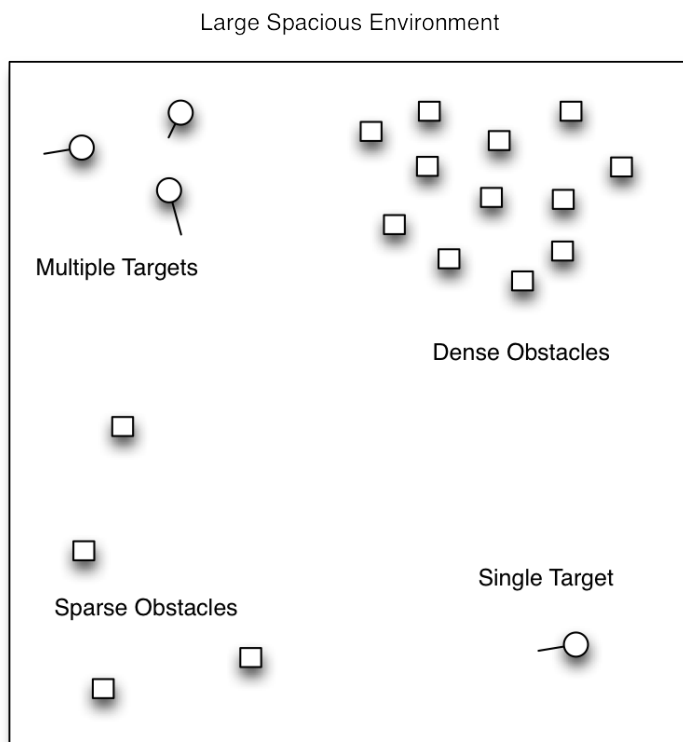 Large Spacious Environment
Multiple Targets
Dense Obstacles
Single Target
Sparse Obstacles